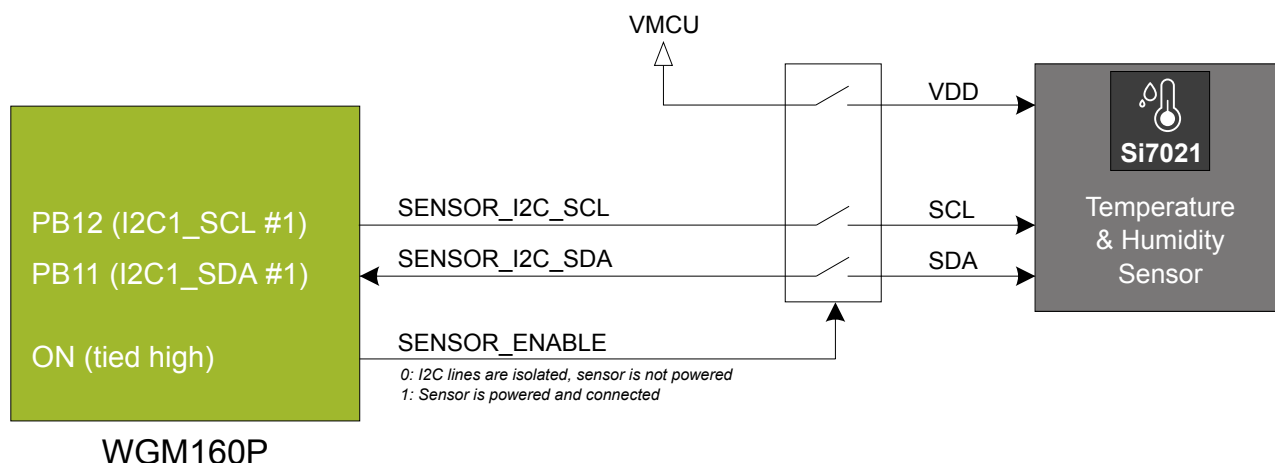 VMCU
VDD
Si7021
PB12 (I2C1_SCL #1)
SENSOR_I2C_SCL
SCL
Temperature
& Humidity
Sensor
PB11 (I2C1_SDA #1)
SENSOR_I2C_SDA
SDA
ON (tied high)
SENSOR_ENABLE
0: I2C lines are isolated, sensor is not powered
1: Sensor is powered and connected
WGM160P